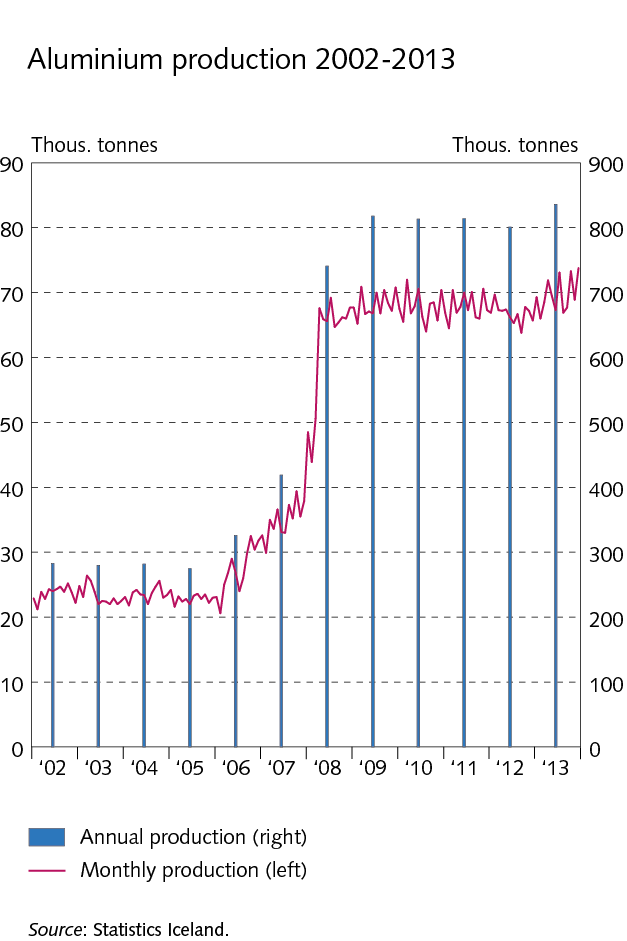 Aluminium production 2002-2013
Thous. tonnes Thous. tonnes
90 900
80 800
70 700
60 600
50 500
40 400
30 300
20 200
10 100
0 0
‘02 ‘03 ‘04 ‘05 ‘06 ‘07 ‘08 ‘09 ‘10 ‘11 ‘12 ‘13
Annual production (right)
Monthly production (left)
Source: Statistics Iceland.